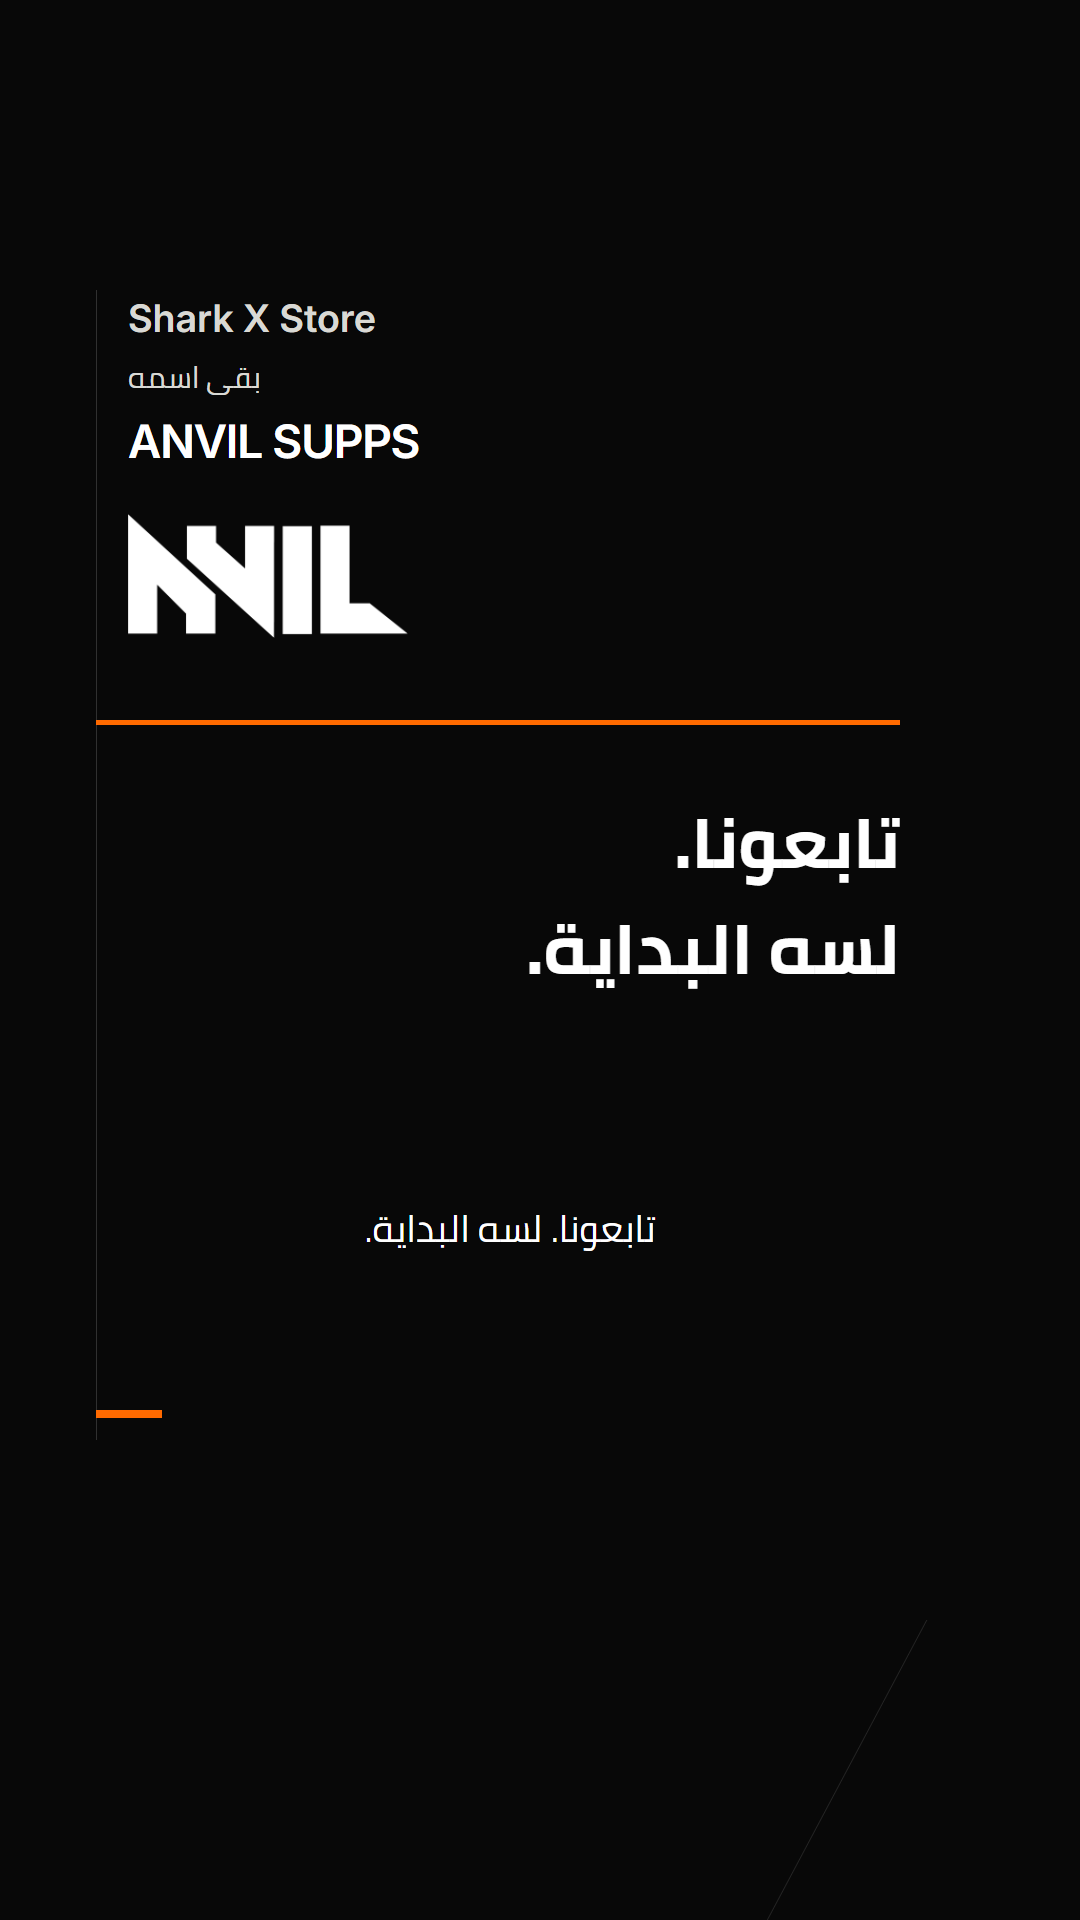 Shark X Store
بقى اسمه
ANVIL SUPPS
ANVIL
تابعونا.
لسه البداية.
تابعونا. لسه البداية.